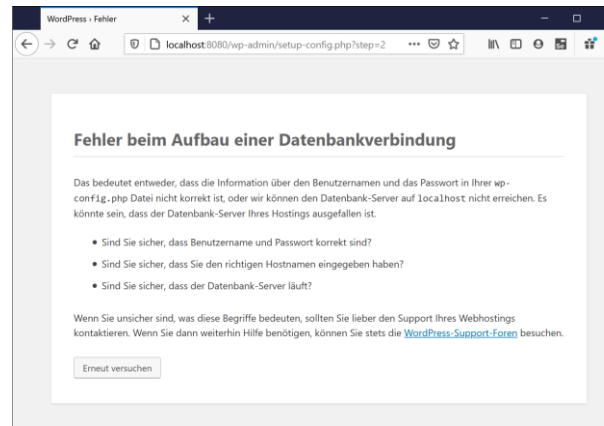 WordPress › Fehler
localhost:8080/wp-admin/setup-config.php?step=2
Fehler beim Aufbau einer Datenbankverbindung
Das bedeutet entweder, dass die Information über den Benutzernamen und das Passwort in Ihrer wp-
config.php Datei nicht korrekt ist, oder wir können den Datenbank-Server auf localhost nicht erreichen. Es
könnte sein, dass der Datenbank-Server Ihres Hostings ausgefallen ist.
• Sind Sie sicher, dass Benutzername und Passwort korrekt sind?
• Sind Sie sicher, dass Sie den richtigen Hostnamen eingegeben haben?
• Sind Sie sicher, dass der Datenbank-Server läuft?
Wenn Sie unsicher sind, was diese Begriffe bedeuten, sollten Sie lieber den Support Ihres Webhostings
kontaktieren. Wenn Sie dann weiterhin Hilfe benötigen, können Sie stets die WordPress-Support-Foren besuchen.
Erneut versuchen